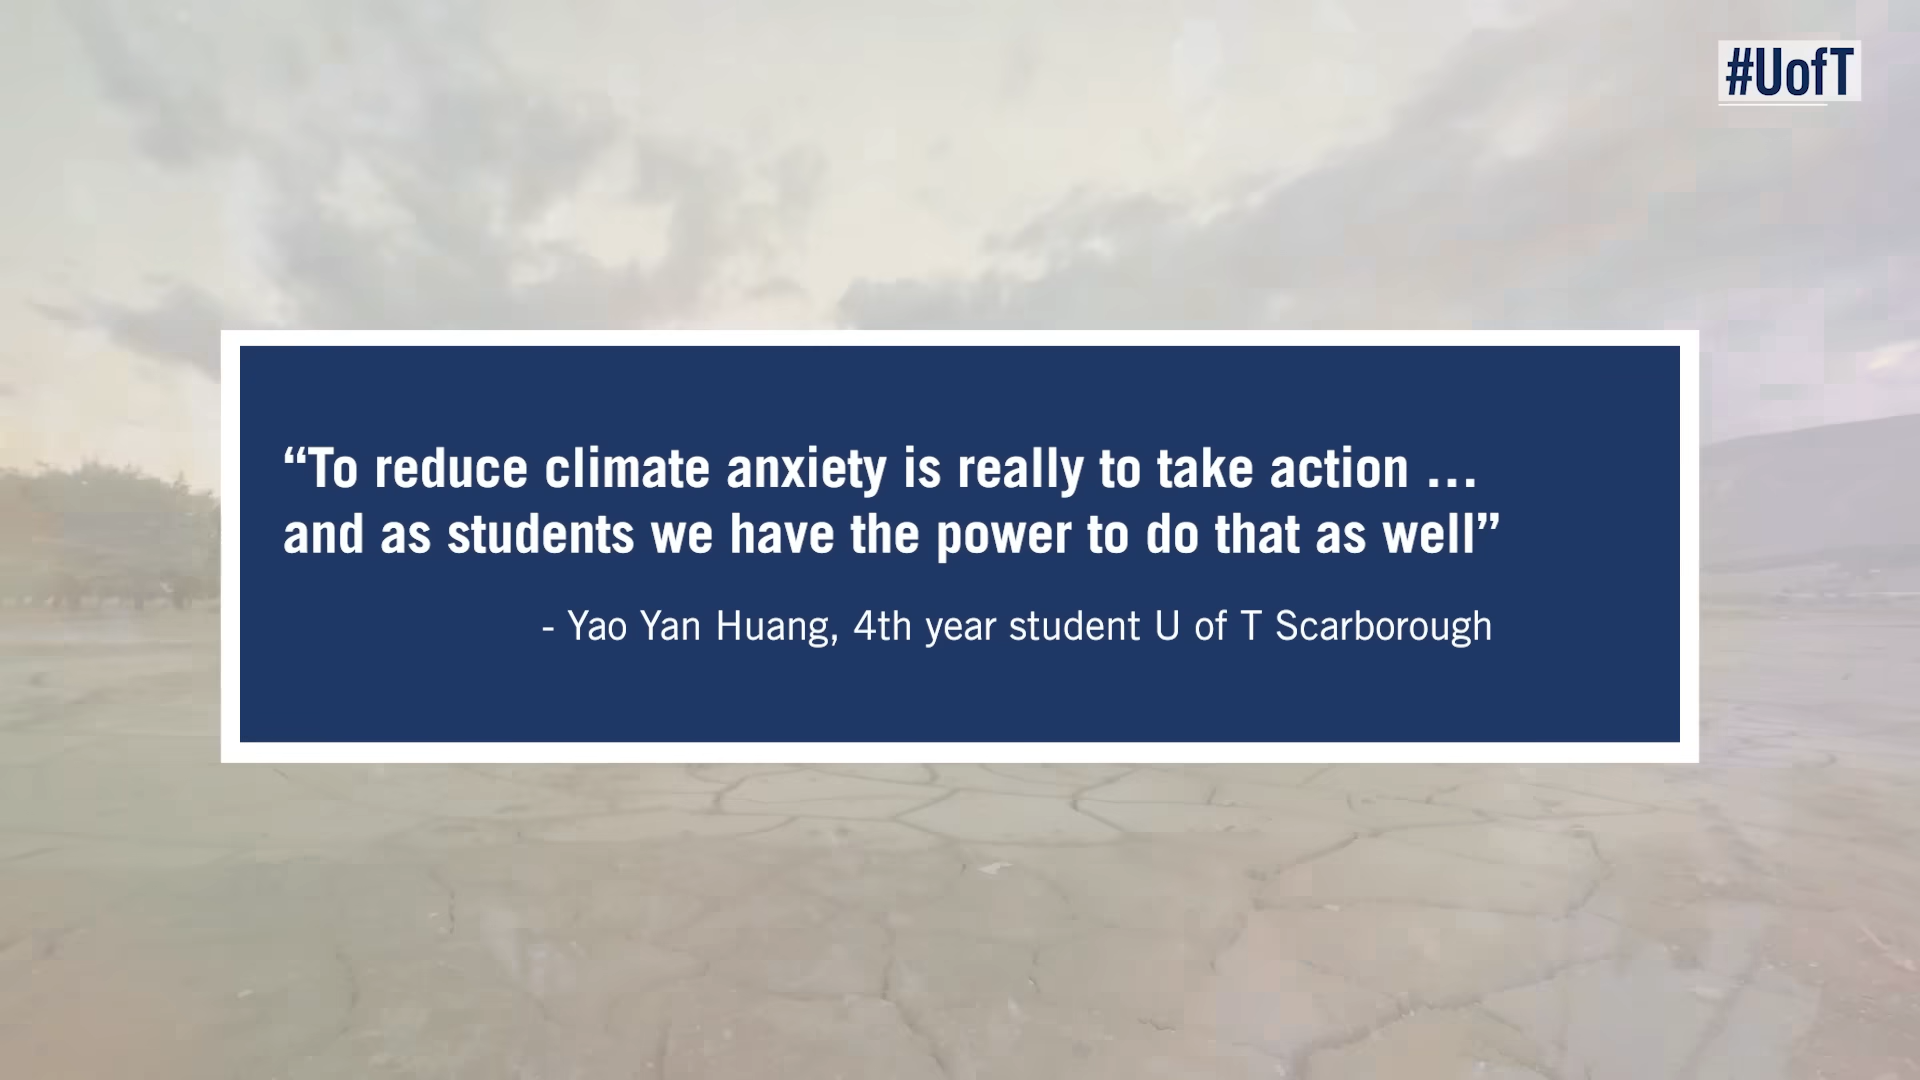 #UofT
“To reduce climate anxiety is really to take action …
and as students we have the power to do that as well”
- Yao Yan Huang, 4th year student U of T Scarborough